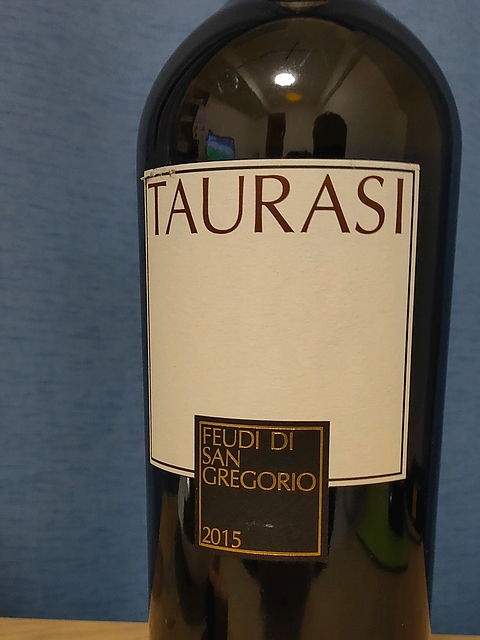 TAURASI
FEUDI DI
SAN
GREGORIO
2015